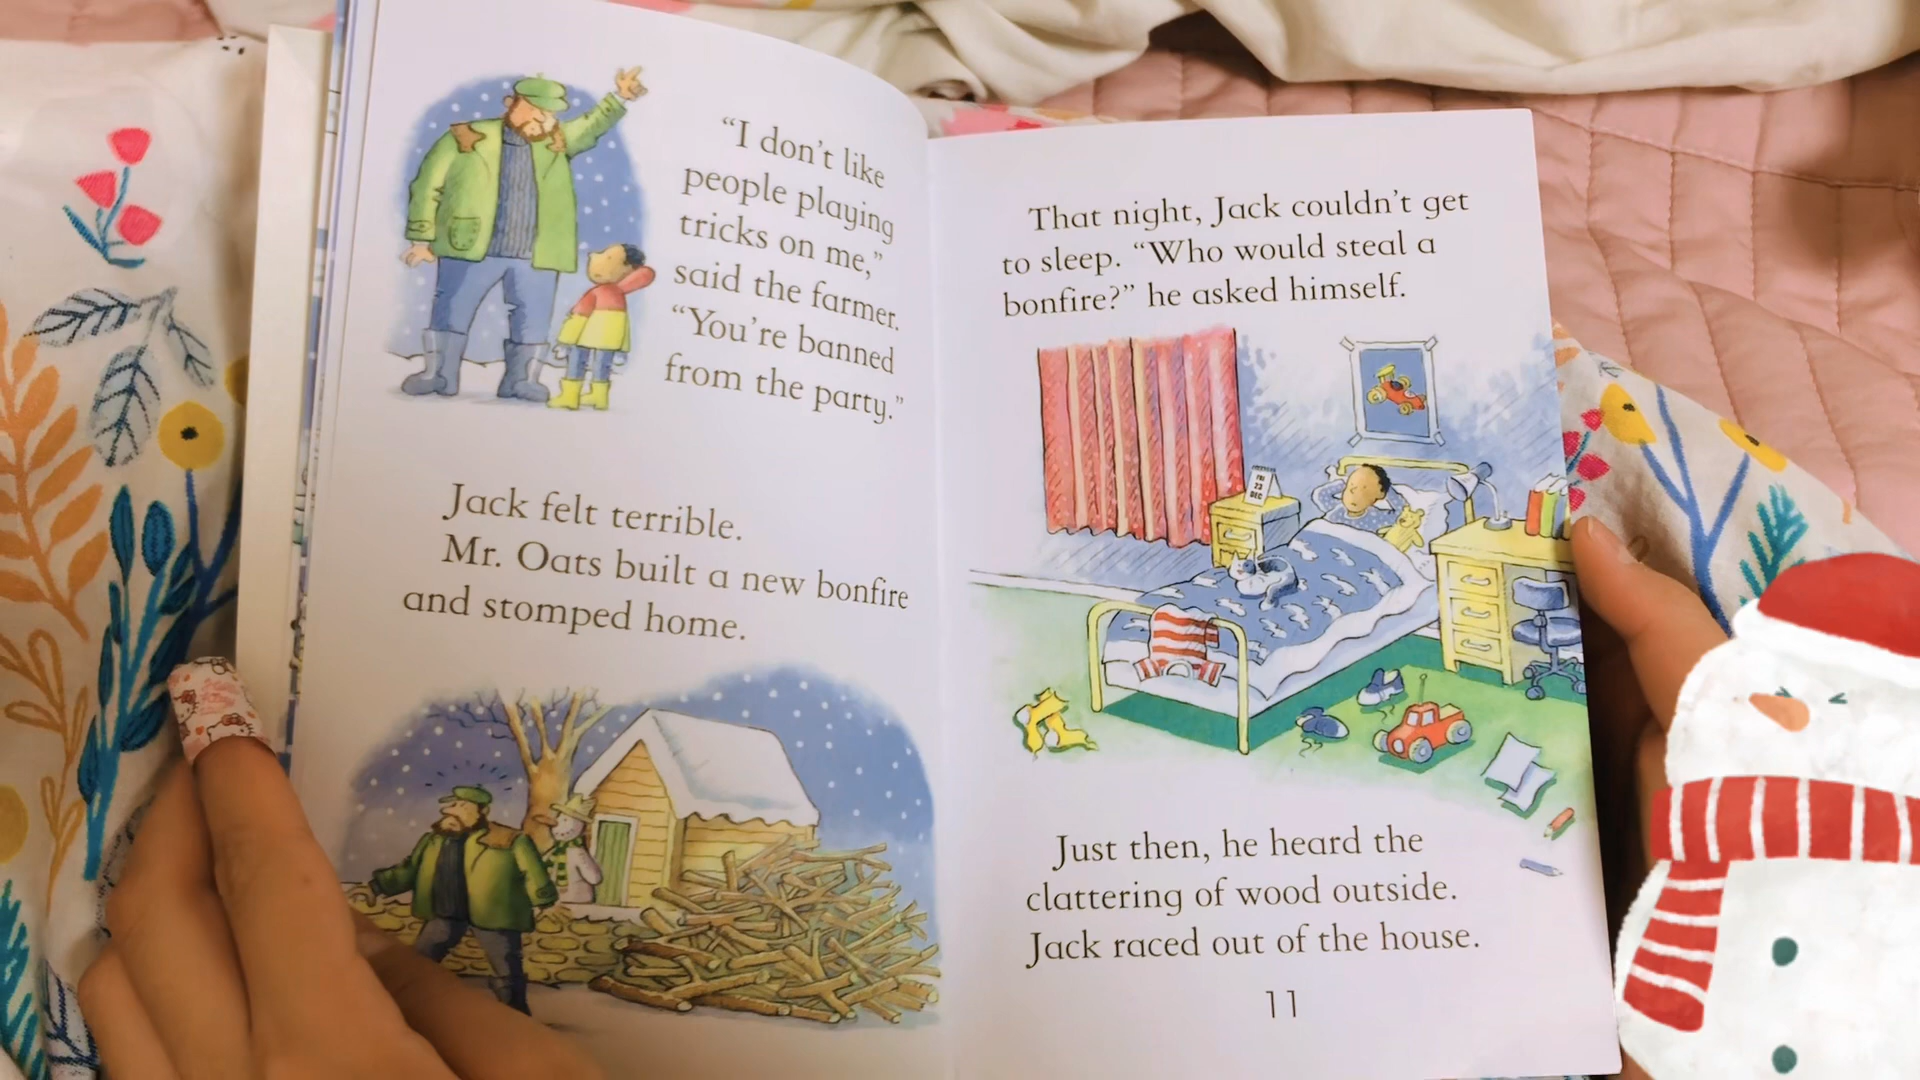 “I don’t like
people playing
tricks on me,”
said the farmer.
“You’re banned
from the party.”
Jack felt terrible.
Mr. Oats built a new bonfire
and stomped home.
That night, Jack couldn’t get
to sleep. “Who would steal a
bonfire?” he asked himself.
FRI
23
DEC
Just then, he heard the
clattering of wood outside.
Jack raced out of the house.
11